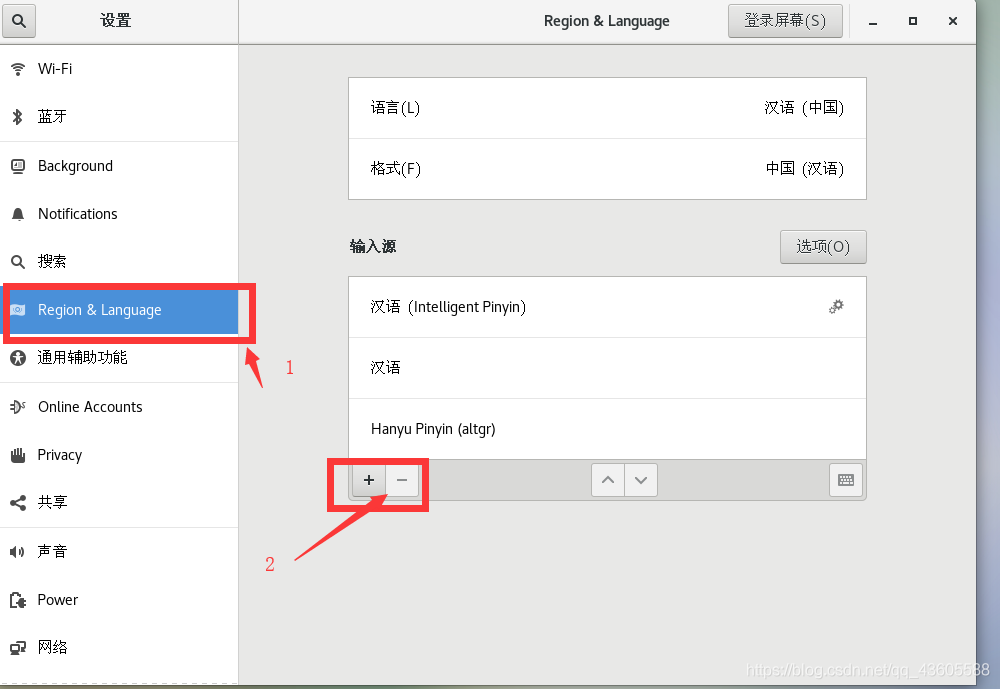 设置
Region & Language
登录屏幕(S)
Wi-Fi
蓝牙
Background
Notifications
搜索
Region & Language
通用辅助功能
Online Accounts
Privacy
共享
声音
Power
网络
语言(L)
汉语 (中国)
格式(F)
中国 (汉语)
输入源
选项(O)
汉语 (Intelligent Pinyin)
汉语
Hanyu Pinyin (altgr)
+ −
1
2
https://blog.csdn.net/qq_43605538